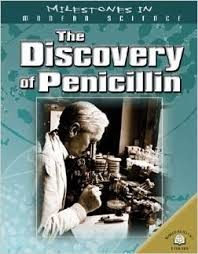 MILESTONES IN
MODERN SCIENCE
The
Discovery
of Penicillin